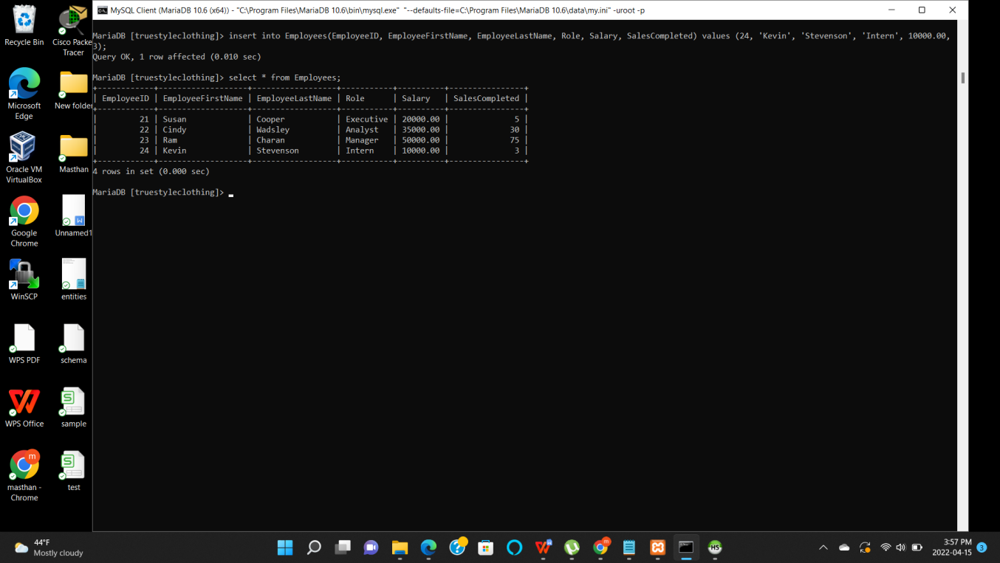 MySQL Client (MariaDB 10.6 (x64)) - "C:\Program Files\MariaDB 10.6\bin\mysql.exe" "--defaults-file=C:\Program Files\MariaDB 10.6\data\my.ini" -uroot -p
MariaDB [truestyleclothing]> insert into Employees(EmployeeID, EmployeeFirstName, EmployeeLastName, Role, Salary, SalesCompleted) values (24, 'Kevin', 'Stevenson', 'Intern', 10000.00,
3);
Query OK, 1 row affected (0.010 sec)
MariaDB [truestyleclothing]> select * from Employees;
+------------+-------------------+------------------+-----------+----------+----------------+
| EmployeeID | EmployeeFirstName | EmployeeLastName | Role      | Salary   | SalesCompleted |
+------------+-------------------+------------------+-----------+----------+----------------+
|         21 | Susan             | Cooper           | Executive | 20000.00 |              5 |
|         22 | Cindy             | Wadsley          | Analyst   | 35000.00 |             30 |
|         23 | Ram               | Charan           | Manager   | 50000.00 |             75 |
|         24 | Kevin             | Stevenson        | Intern    | 10000.00 |              3 |
+------------+-------------------+------------------+-----------+----------+----------------+
4 rows in set (0.000 sec)
MariaDB [truestyleclothing]> _
Recycle Bin
Cisco Packe
Tracer
Microsoft
Edge
New folder
Oracle VM
VirtualBox
Masthan
Google
Chrome
W
Unnamed1
WinSCP
entities
WPS PDF
schema
WPS Office
S
sample
m
masthan -
Chrome
S
test
44°F
Mostly cloudy
m
HS
3:57 PM
2022-04-15
3